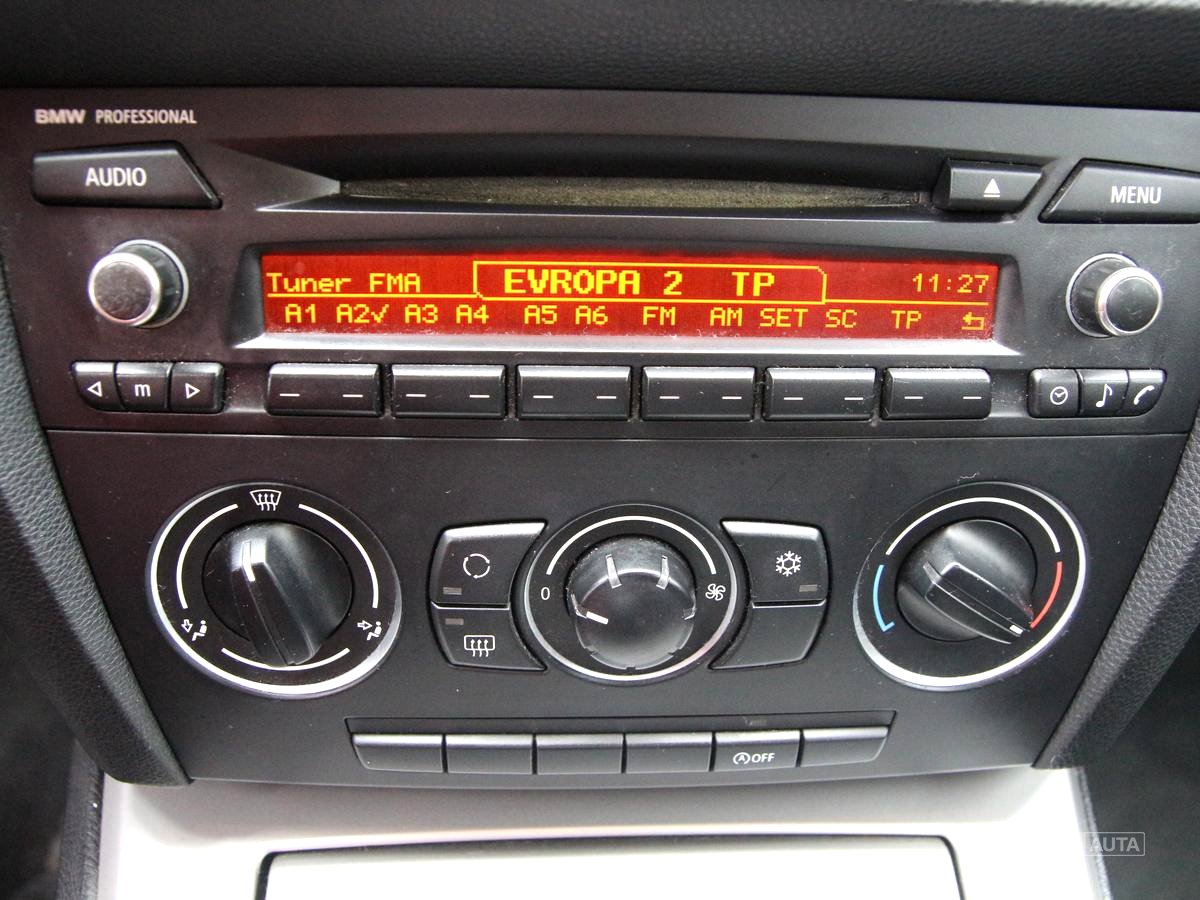 BMW PROFESSIONAL
AUDIO
MENU
Tuner FMA EVROPA 2 TP 11:27
A1 A2✓ A3 A4 A5 A6 FM AM SET SC TP
m
0
A OFF
AUTA